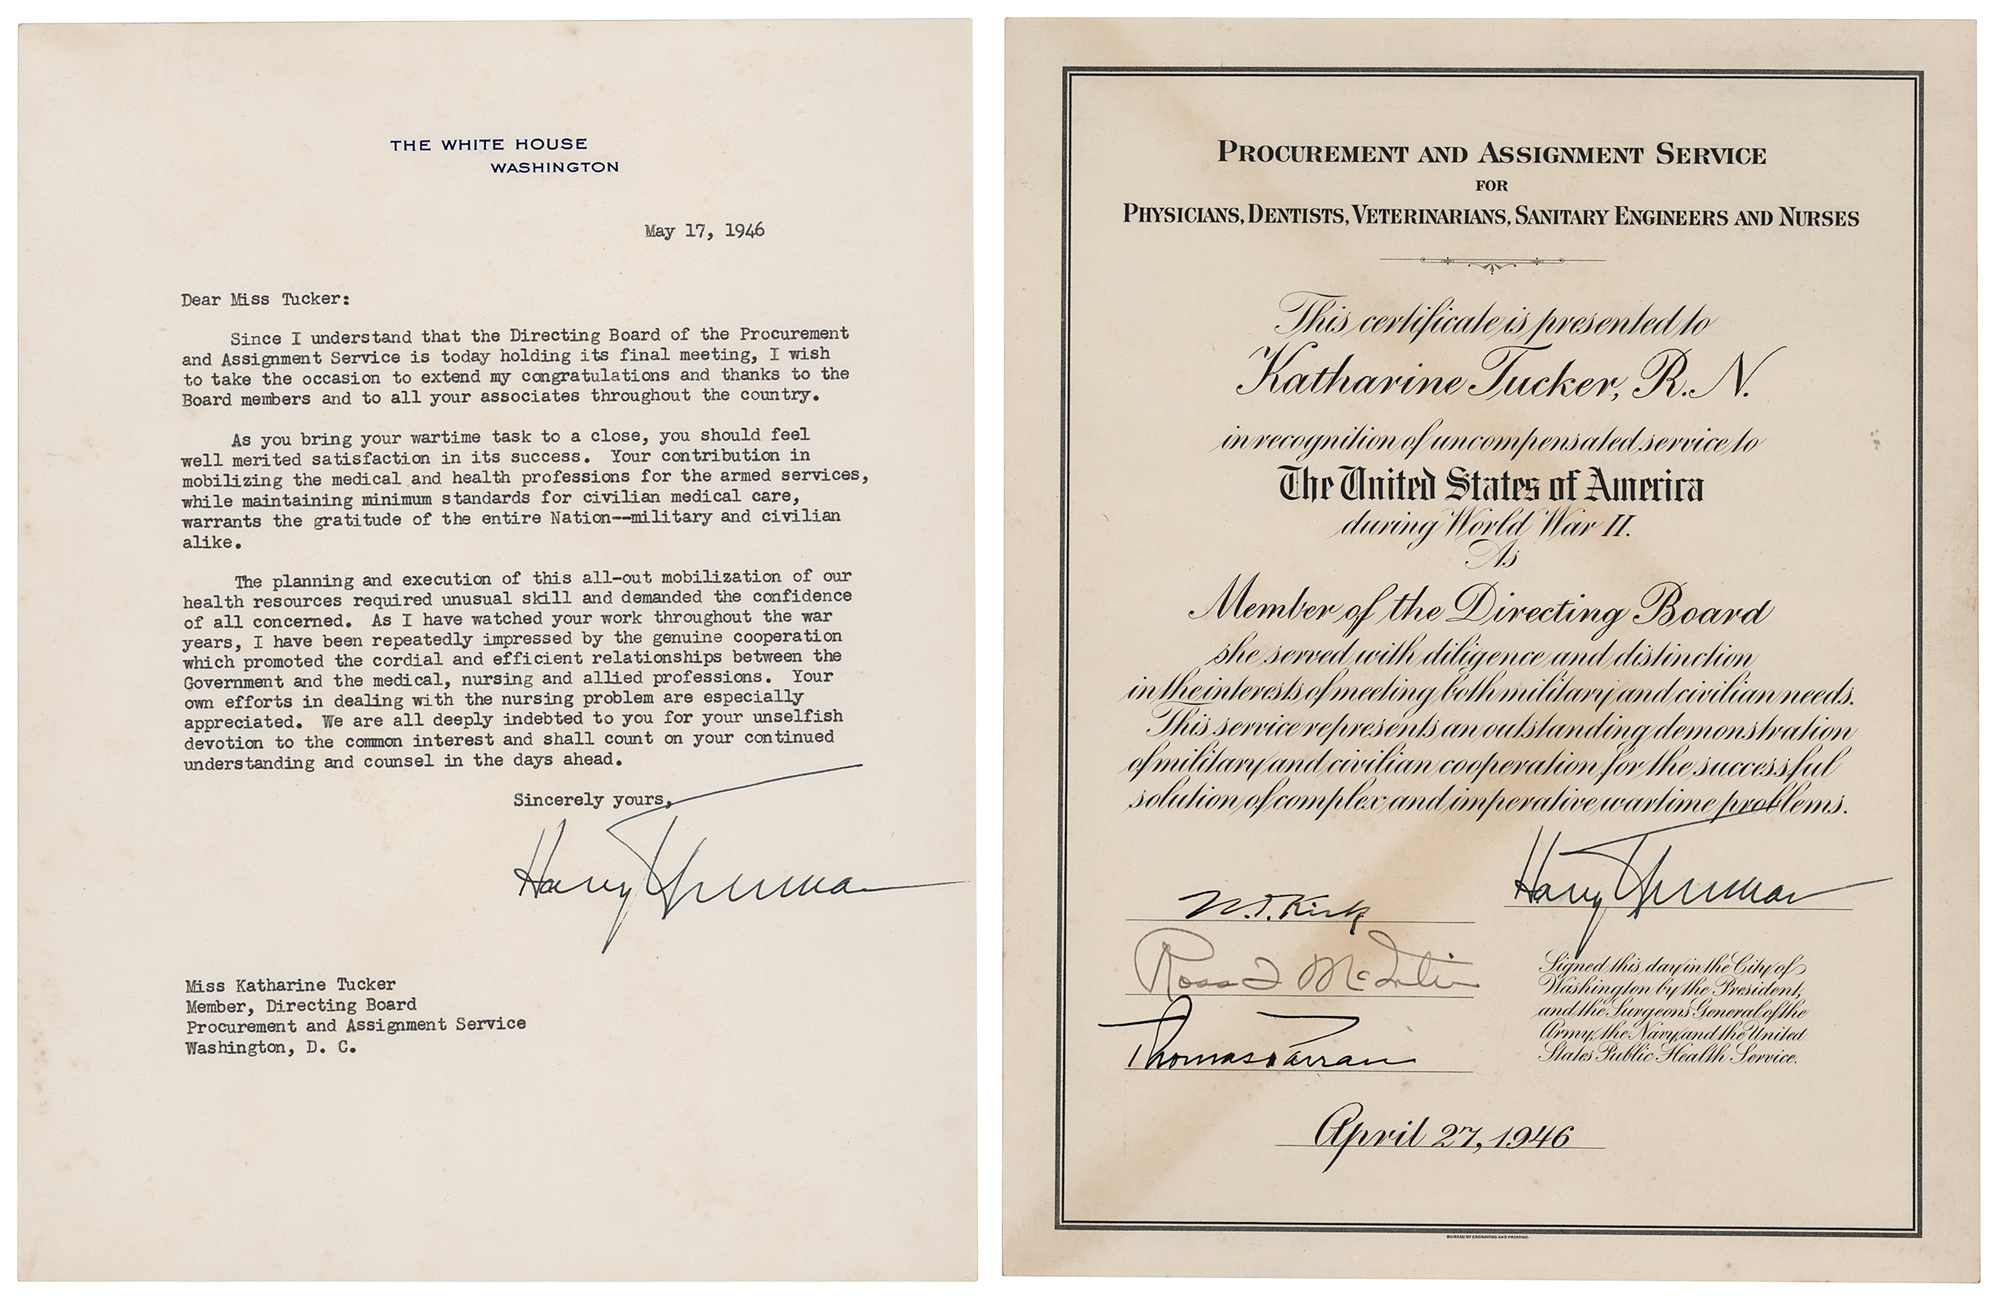 THE WHITE HOUSE
WASHINGTON
May 17, 1946
Dear Miss Tucker:
Since I understand that the Directing Board of the Procurement
and Assignment Service is today holding its final meeting, I wish
to take the occasion to extend my congratulations and thanks to the
Board members and to all your associates throughout the country.
As you bring your wartime task to a close, you should feel
well merited satisfaction in its success. Your contribution in
mobilizing the medical and health professions for the armed services,
while maintaining minimum standards for civilian medical care,
warrants the gratitude of the entire Nation--military and civilian
alike.
The planning and execution of this all-out mobilization of our
health resources required unusual skill and demanded the confidence
of all concerned. As I have watched your work throughout the war
years, I have been repeatedly impressed by the genuine cooperation
which promoted the cordial and efficient relationships between the
Government and the medical, nursing and allied professions. Your
own efforts in dealing with the nursing problem are especially
appreciated. We are all deeply indebted to you for your unselfish
devotion to the common interest and shall count on your continued
understanding and counsel in the days ahead.
Sincerely yours,
Harry Truman
Miss Katharine Tucker
Member, Directing Board
Procurement and Assignment Service
Washington, D. C.
PROCUREMENT AND ASSIGNMENT SERVICE
FOR
PHYSICIANS, DENTISTS, VETERINARIANS, SANITARY ENGINEERS AND NURSES
This certificate is presented to
Katharine Tucker, R. N.
in recognition of uncompensated service to
The United States of America
during World War II.
As
Member of the Directing Board
she served with diligence and distinction
in the interests of meeting both military and civilian needs.
This service represents an outstanding demonstration
of military and civilian cooperation for the successful
solution of complex and imperative wartime problems.
N. T. Kirk
Harry Truman
Ross T McIntire
Thomas Parran
Signed this day in the City of
Washington by the President,
and the Surgeons General of the
Army, the Navy and the United
States Public Health Service.
April 27, 1946
BUREAU OF ENGRAVING AND PRINTING.